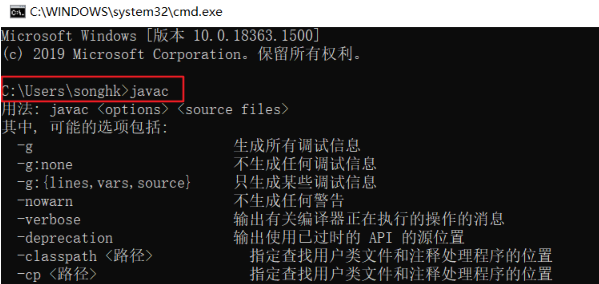 C:\WINDOWS\system32\cmd.exe
Microsoft Windows [版本 10.0.18363.1500]
(c) 2019 Microsoft Corporation。保留所有权利。
C:\Users\songhk>javac
用法: javac <options> <source files>
其中, 可能的选项包括:
-g 生成所有调试信息
-g:none 不生成任何调试信息
-g:{lines,vars,source} 只生成某些调试信息
-nowarn 不生成任何警告
-verbose 输出有关编译器正在执行的操作的消息
-deprecation 输出使用已过时的 API 的源位置
-classpath <路径> 指定查找用户类文件和注释处理程序的位置
-cp <路径> 指定查找用户类文件和注释处理程序的位置